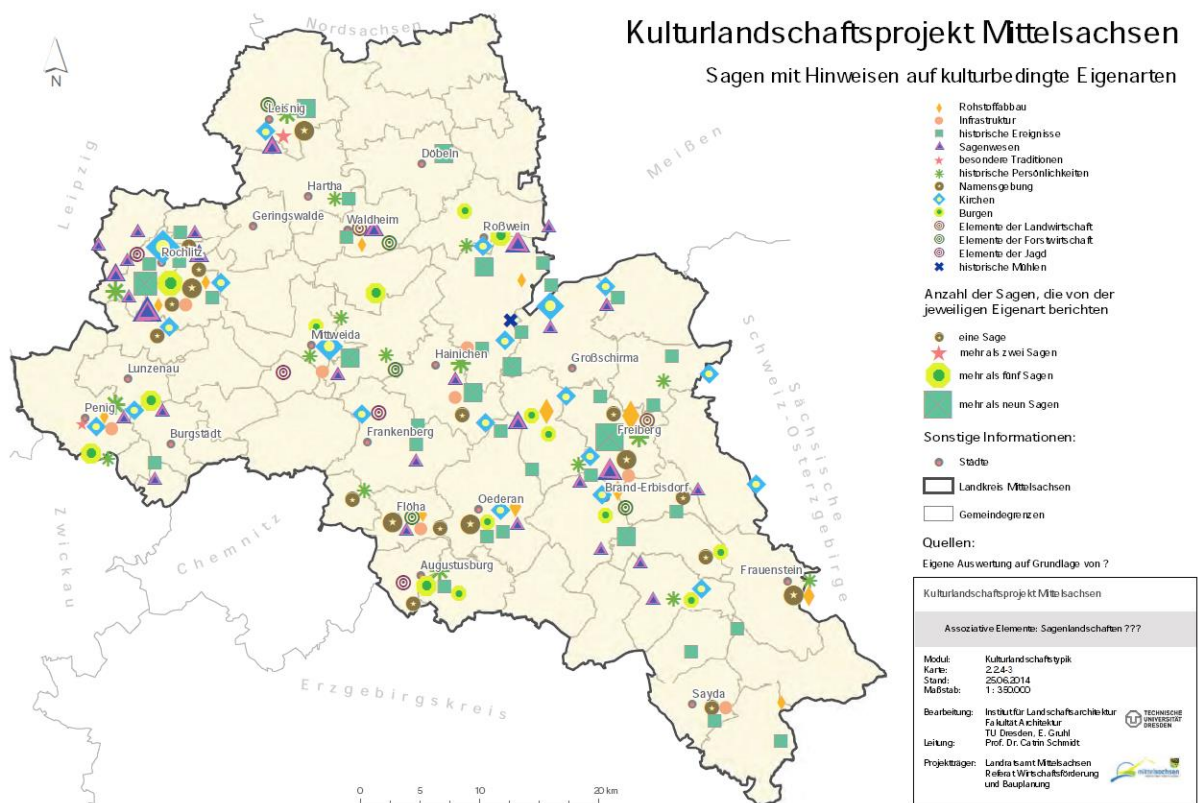 Kulturlandschaftsprojekt Mittelsachsen
Sagen mit Hinweisen auf kulturbedingte Eigenarten
N
Nordsachsen
Leipzig
Meißen
Sächsische
Schweiz-Osterzgebirge
Zwickau
Chemnitz
Erzgebirgskreis
Leisnig
Döbeln
Hartha
Geringswalde
Waldheim
Roßwein
Rochlitz
Mittweida
Hainichen
Großschirma
Lunzenau
Penig
Burgstädt
Frankenberg
Freiberg
Brand-Erbisdorf
Flöha
Oederan
Augustusburg
Frauenstein
Sayda
0 5 10 20 km
Rohstoffabbau
Infrastruktur
historische Ereignisse
Sagenwesen
besondere Traditionen
historische Persönlichkeiten
Namensgebung
Kirchen
Burgen
Elemente der Landwirtschaft
Elemente der Forstwirtschaft
Elemente der Jagd
historische Mühlen
Anzahl der Sagen, die von der
jeweiligen Eigenart berichten
eine Sage
mehr als zwei Sagen
mehr als fünf Sagen
mehr als neun Sagen
Sonstige Informationen:
Städte
Landkreis Mittelsachsen
Gemeindegrenzen
Quellen:
Eigene Auswertung auf Grundlage von ?
Kulturlandschaftsprojekt Mittelsachsen
Assoziative Elemente: Sagenlandschaften ???
Modul: Kulturlandschaftstypik
Karte: 2.2.4-3
Stand: 25.06.2014
Maßstab: 1 : 350.000
Bearbeitung: Institut für Landschaftsarchitektur
Fakultät Architektur
TU Dresden, E. Gruhl
Leitung: Prof. Dr. Catrin Schmidt
TECHNISCHE
UNIVERSITÄT
DRESDEN
Projektträger: Landratsamt Mittelsachsen
Referat Wirtschaftsförderung
und Bauplanung
mittelsachsen